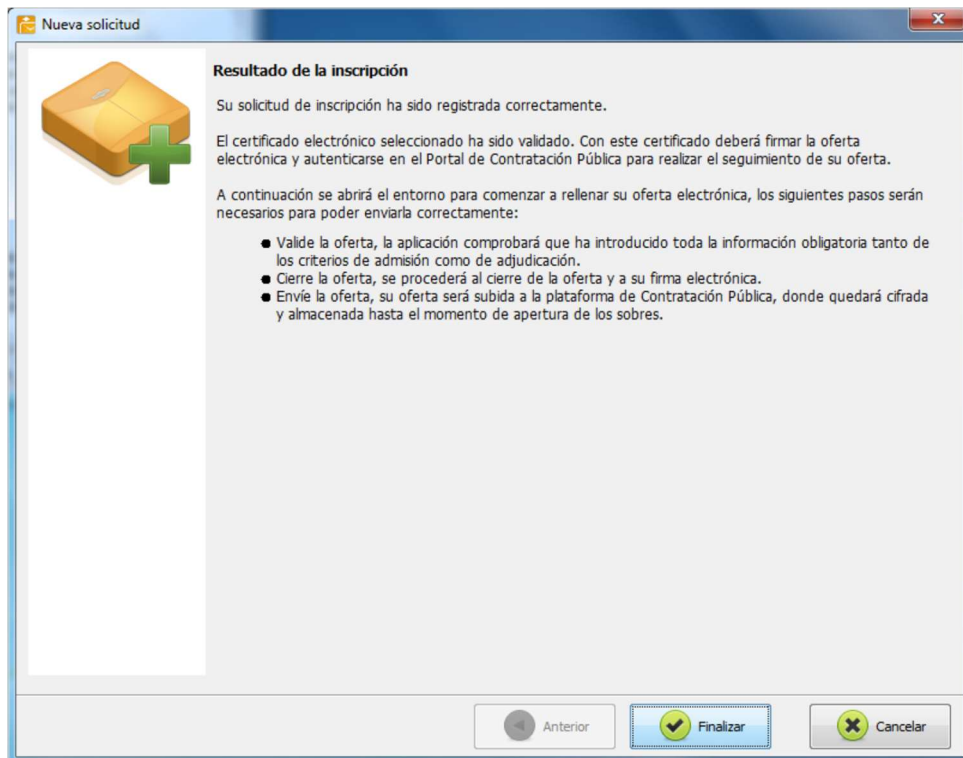 Nueva solicitud
Resultado de la inscripción
Su solicitud de inscripción ha sido registrada correctamente.
El certificado electrónico seleccionado ha sido validado. Con este certificado deberá firmar la oferta
electrónica y autenticarse en el Portal de Contratación Pública para realizar el seguimiento de su oferta.
A continuación se abrirá el entorno para comenzar a rellenar su oferta electrónica, los siguientes pasos serán
necesarios para poder enviarla correctamente:
● Valide la oferta, la aplicación comprobará que ha introducido toda la información obligatoria tanto de
los criterios de admisión como de adjudicación.
● Cierre la oferta, se procederá al cierre de la oferta y a su firma electrónica.
● Envíe la oferta, su oferta será subida a la plataforma de Contratación Pública, donde quedará cifrada
y almacenada hasta el momento de apertura de los sobres.
Anterior Finalizar Cancelar